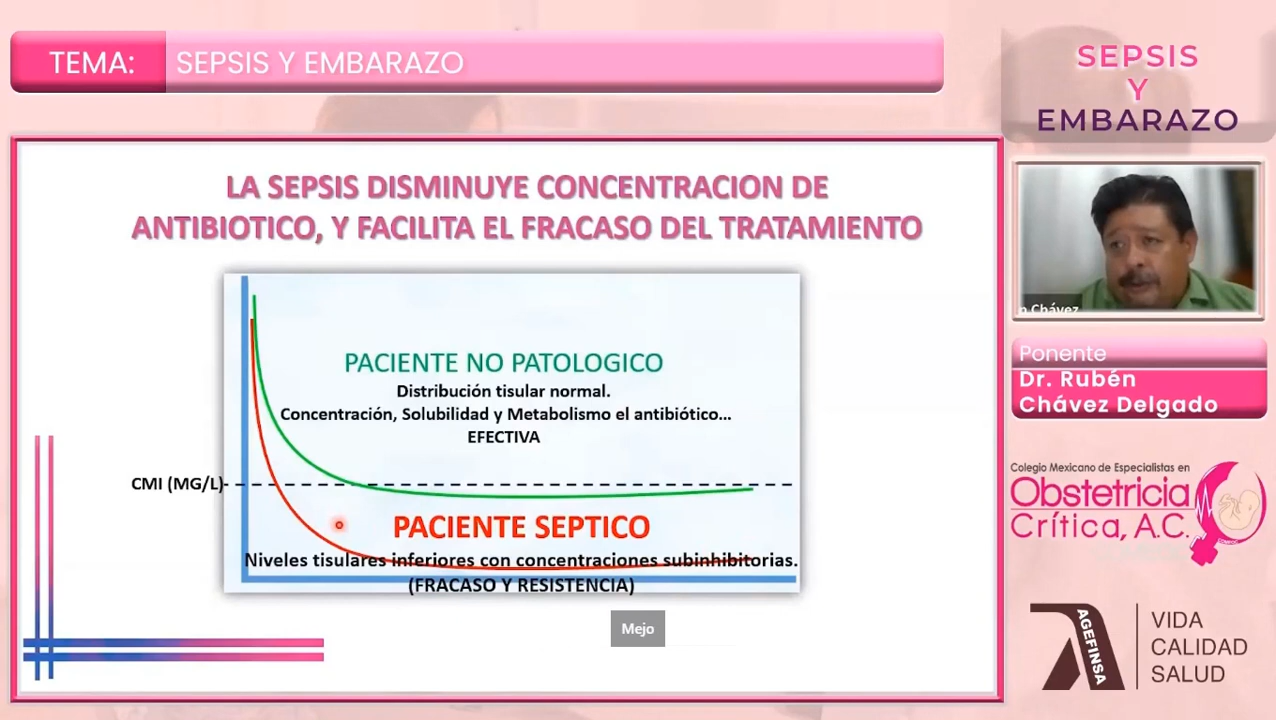 TEMA: SEPSIS Y EMBARAZO
SEPSIS
Y
EMBARAZO
LA SEPSIS DISMINUYE CONCENTRACION DE
ANTIBIOTICO, Y FACILITA EL FRACASO DEL TRATAMIENTO
PACIENTE NO PATOLOGICO
Distribución tisular normal.
Concentración, Solubilidad y Metabolismo el antibiótico...
EFECTIVA
CMI (MG/L)
PACIENTE SEPTICO
Niveles tisulares inferiores con concentraciones subinhibitorias.
(FRACASO Y RESISTENCIA)
Mejo
Chávez
Ponente
Dr. Rubén
Chávez Delgado
Colegio Mexicano de Especialistas en
Obstetricia
Crítica, A.C.
AGEFINSA
VIDA
CALIDAD
SALUD